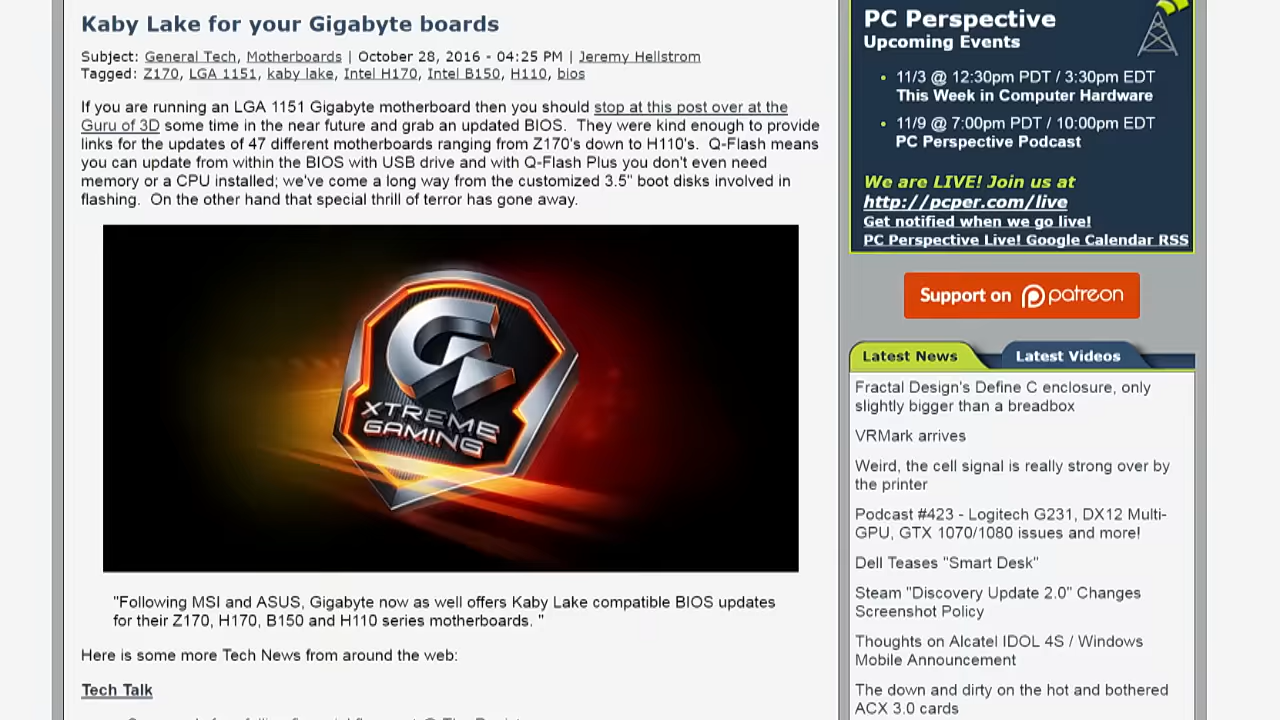 Kaby Lake for your Gigabyte boards
Subject: General Tech, Motherboards | October 28, 2016 - 04:25 PM | Jeremy Hellstrom
Tagged: Z170, LGA 1151, kaby lake, Intel H170, Intel B150, H110, bios
If you are running an LGA 1151 Gigabyte motherboard then you should stop at this post over at the
Guru of 3D some time in the near future and grab an updated BIOS.  They were kind enough to provide
links for the updates of 47 different motherboards ranging from Z170's down to H110's.  Q-Flash means
you can update from within the BIOS with USB drive and with Q-Flash Plus you don't even need
memory or a CPU installed; we've come a long way from the customized 3.5" boot disks involved in
flashing.  On the other hand that special thrill of terror has gone away.
XTREME
GAMING
"Following MSI and ASUS, Gigabyte now as well offers Kaby Lake compatible BIOS updates
for their Z170, H170, B150 and H110 series motherboards. "
Here is some more Tech News from around the web:
Tech Talk
PC Perspective
Upcoming Events
11/3 @ 12:30pm PDT / 3:30pm EDT
This Week in Computer Hardware
11/9 @ 7:00pm PDT / 10:00pm EDT
PC Perspective Podcast
We are LIVE! Join us at
http://pcper.com/live
Get notified when we go live!
PC Perspective Live! Google Calendar RSS
Support on patreon
Latest News Latest Videos
Fractal Design's Define C enclosure, only
slightly bigger than a breadbox
VRMark arrives
Weird, the cell signal is really strong over by
the printer
Podcast #423 - Logitech G231, DX12 Multi-
GPU, GTX 1070/1080 issues and more!
Dell Teases "Smart Desk"
Steam "Discovery Update 2.0" Changes
Screenshot Policy
Thoughts on Alcatel IDOL 4S / Windows
Mobile Announcement
The down and dirty on the hot and bothered
ACX 3.0 cards